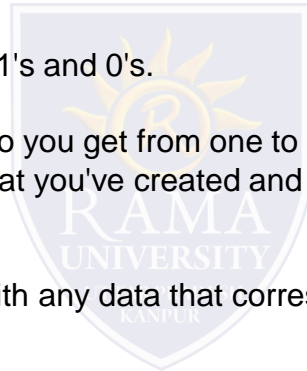 1's and 0's.
o you get from one to
at you've created and
RAMA
UNIVERSITY
ith any data that corres
KANPUR